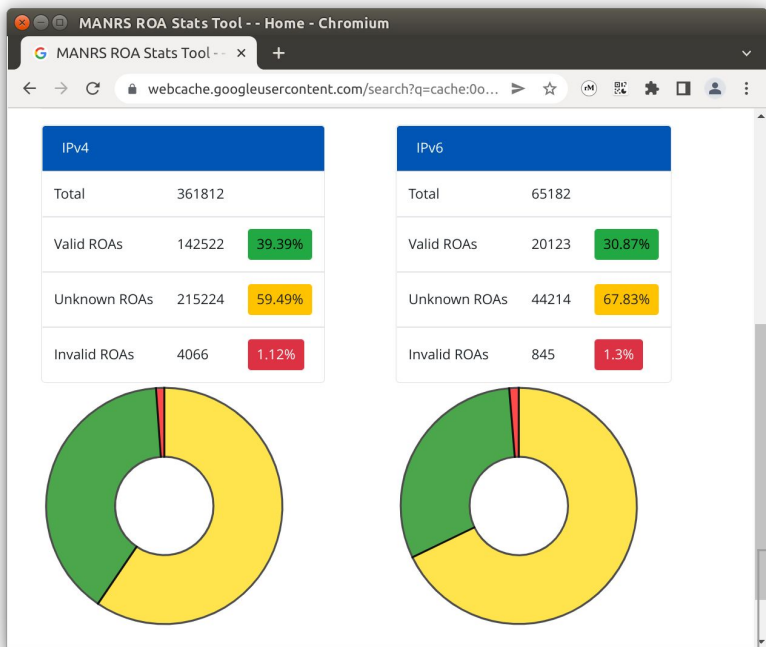 MANRS ROA Stats Tool - - Home - Chromium
MANRS ROA Stats Tool - -
webcache.googleusercontent.com/search?q=cache:0o...
IPv4
Total 361812
Valid ROAs 142522 39.39%
Unknown ROAs 215224 59.49%
Invalid ROAs 4066 1.12%
IPv6
Total 65182
Valid ROAs 20123 30.87%
Unknown ROAs 44214 67.83%
Invalid ROAs 845 1.3%